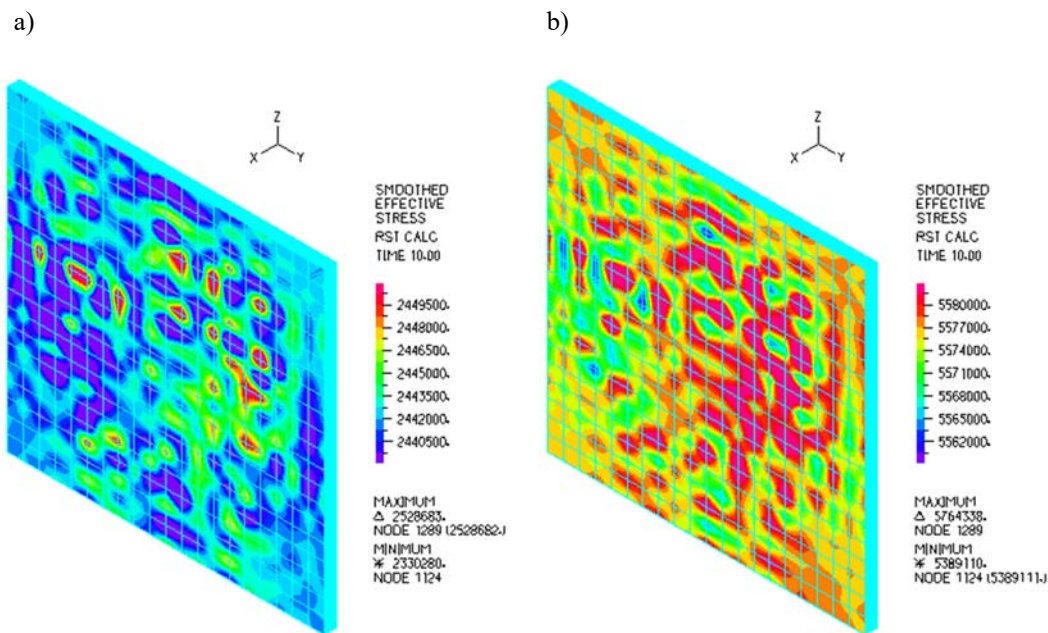 a)
b)
Z
X
Y
SMOOTHED
EFFECTIVE
STRESS
RST CALC
TIME 10.00
2449500.
2448000.
2446500.
2445000.
2443500.
2442000.
2440500.
MAXIMUM
Δ 2528683.
NODE 1289 (2528682.)
MINIMUM
* 2330280.
NODE 1124
Z
X
Y
SMOOTHED
EFFECTIVE
STRESS
RST CALC
TIME 10.00
5580000.
5577000.
5574000.
5571000.
5568000.
5565000.
5562000.
MAXIMUM
Δ 5764338.
NODE 1289
MINIMUM
* 5389110.
NODE 1124 (5389111.)